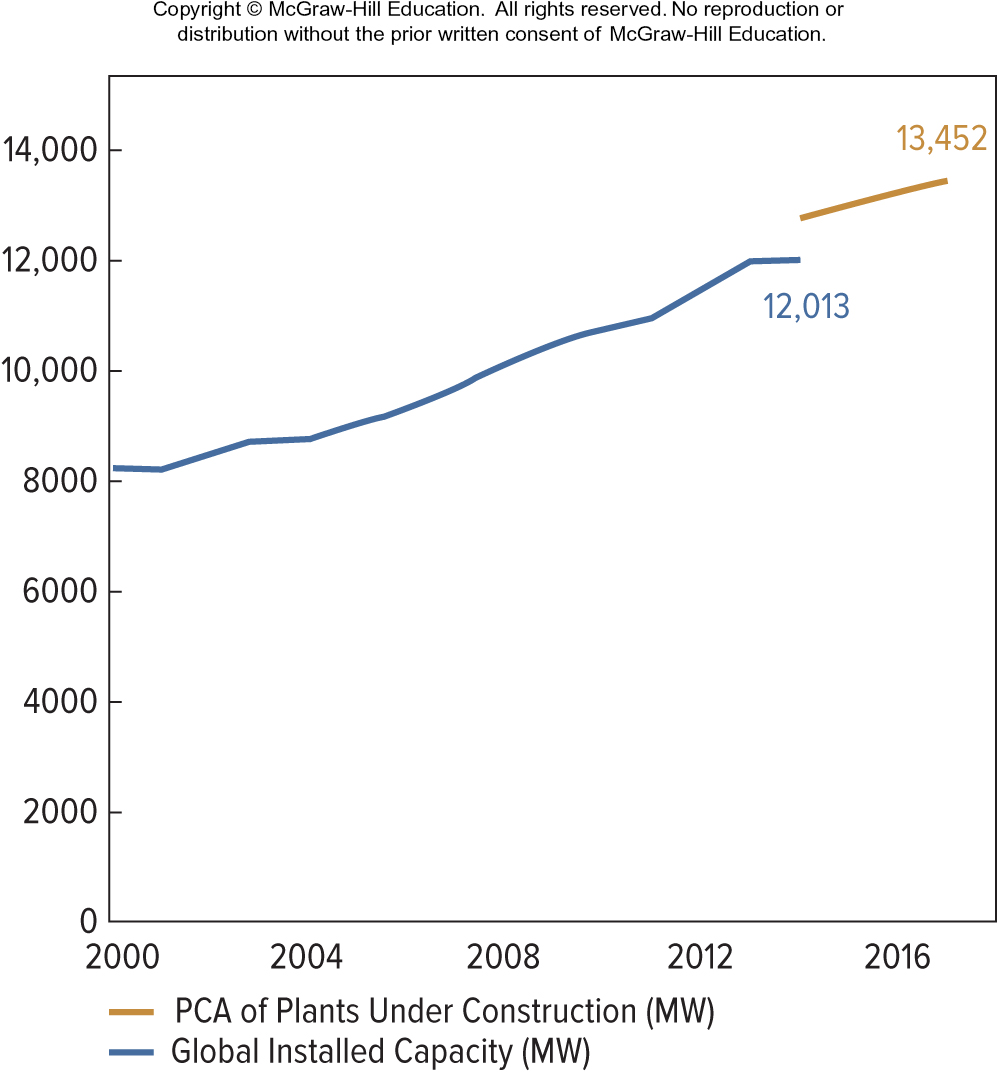 Copyright © McGraw-Hill Education. All rights reserved. No reproduction or
distribution without the prior written consent of McGraw-Hill Education.
14,000
13,452
12,000
12,013
10,000
8000
6000
4000
2000
0
2000 2004 2008 2012 2016
PCA of Plants Under Construction (MW)
Global Installed Capacity (MW)